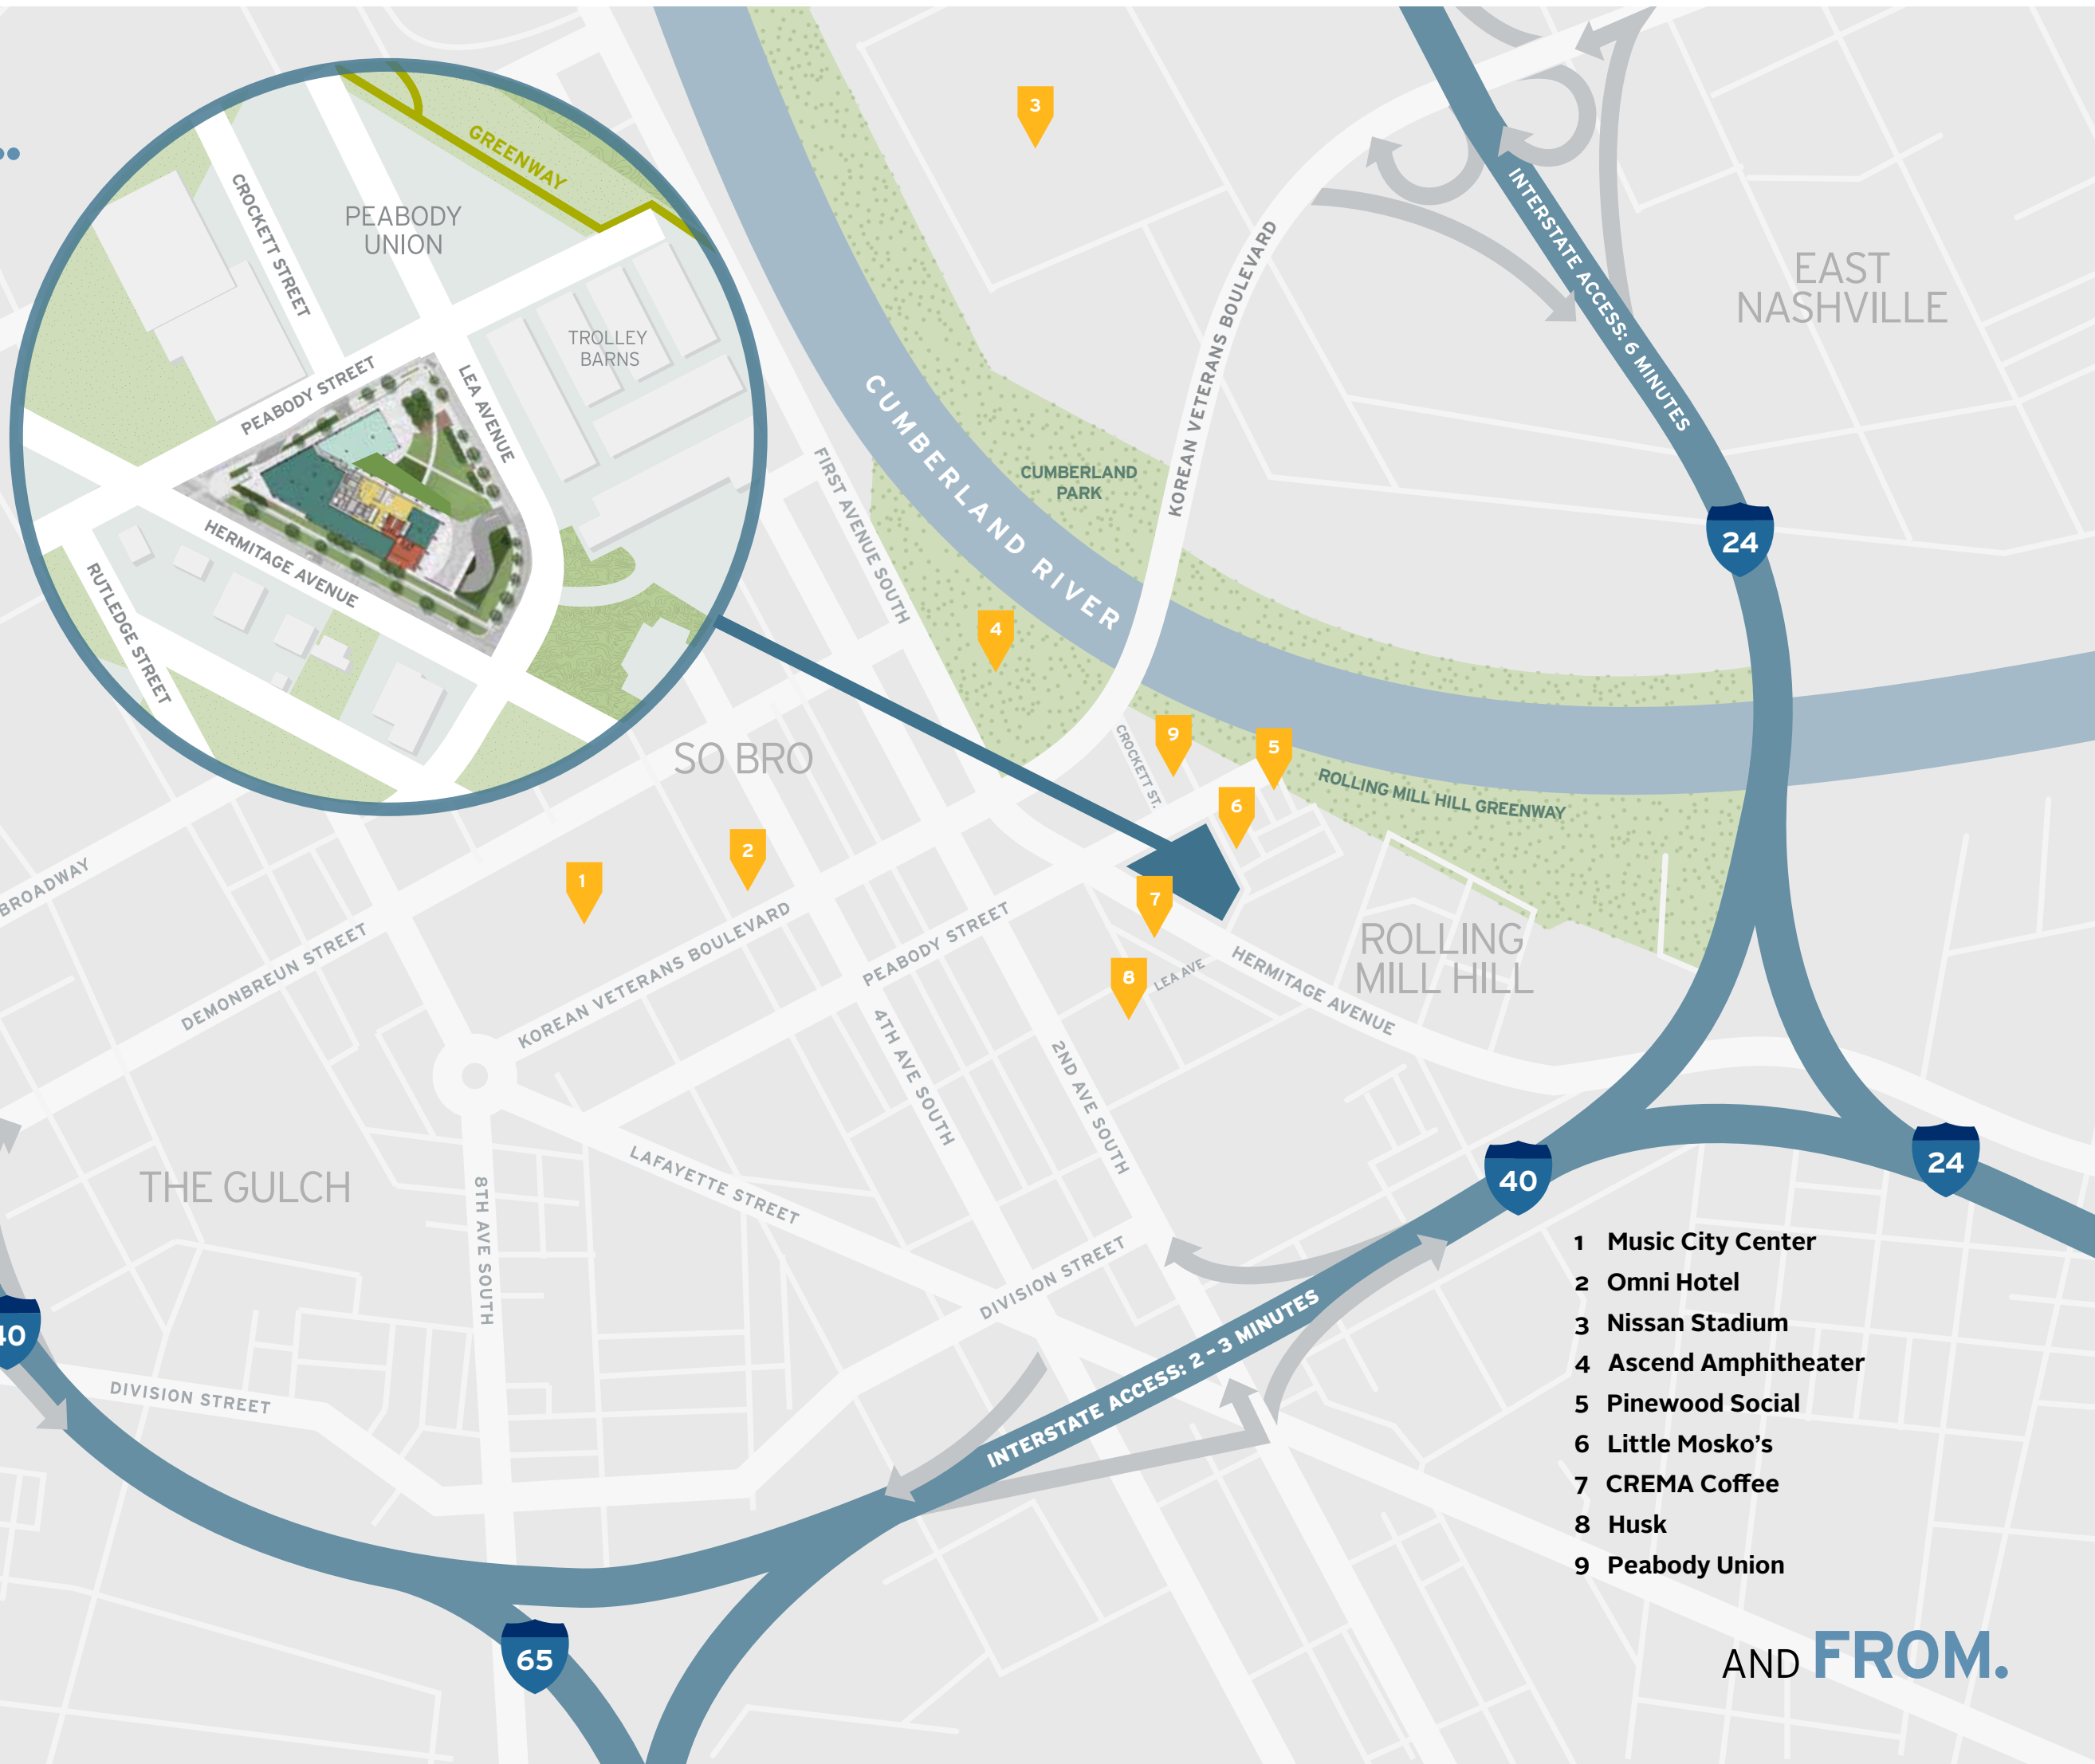 GREENWAY
CROCKETT STREET
PEABODY
UNION
TROLLEY
BARNS
PEABODY STREET
LEA AVENUE
HERMITAGE AVENUE
RUTLEDGE STREET
3
INTERSTATE ACCESS: 6 MINUTES
EAST
NASHVILLE
KOREAN VETERANS BOULEVARD
CUMBERLAND RIVER
CUMBERLAND
PARK
FIRST AVENUE SOUTH
24
4
SO BRO
CROCKETT ST.
9
5
6
ROLLING MILL HILL GREENWAY
2
1
7
BROADWAY
DEMONBREUN STREET
KOREAN VETERANS BOULEVARD
PEABODY STREET
8
LEA AVE
HERMITAGE AVENUE
ROLLING
MILL HILL
4TH AVE SOUTH
2ND AVE SOUTH
THE GULCH
8TH AVE SOUTH
LAFAYETTE STREET
DIVISION STREET
40
24
40
DIVISION STREET
INTERSTATE ACCESS: 2 - 3 MINUTES
65
1 Music City Center
2 Omni Hotel
3 Nissan Stadium
4 Ascend Amphitheater
5 Pinewood Social
6 Little Mosko's
7 CREMA Coffee
8 Husk
9 Peabody Union
AND FROM.